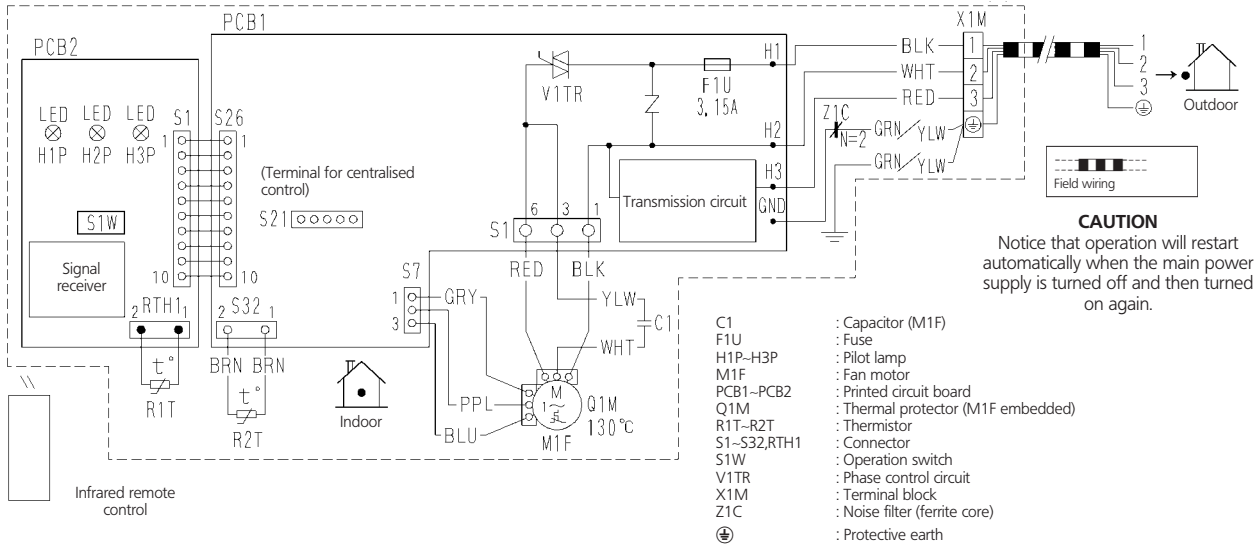 PCB2
PCB1
X1M
LED LED LED
H1P H2P H3P
S1 S26
1 1
10 10
S1W
Signal
receiver
RTH1
2 1
S32
2 1
BRN BRN
t°
R1T
t°
R2T
(Terminal for centralised
control)
S21
V1TR
F1U
3.15A
H1
H2
H3
GND
Transmission circuit
S1
6 3 1
RED BLK
YLW
C1
WHT
S7
1
3
GRY
PPL
BLU
M
1~
Q1M
130°C
M1F
Indoor
Infrared remote
control
BLK
WHT
RED
Z1C
N=2
GRN/YLW
GRN/YLW
1
2
3
1
2
3
Outdoor
Field wiring
CAUTION
Notice that operation will restart
automatically when the main power
supply is turned off and then turned
on again.
C1 : Capacitor (M1F)
F1U : Fuse
H1P~H3P : Pilot lamp
M1F : Fan motor
PCB1~PCB2 : Printed circuit board
Q1M : Thermal protector (M1F embedded)
R1T~R2T : Thermistor
S1~S32,RTH1 : Connector
S1W : Operation switch
V1TR : Phase control circuit
X1M : Terminal block
Z1C : Noise filter (ferrite core)
: Protective earth